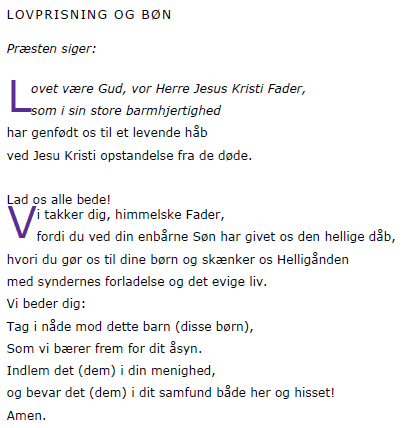 LOVPRISNING OG BØN
Præsten siger:
Lovet være Gud, vor Herre Jesus Kristi Fader,
som i sin store barmhjertighed
har genfødt os til et levende håb
ved Jesu Kristi opstandelse fra de døde.
Lad os alle bede!
Vi takker dig, himmelske Fader,
fordi du ved din enbårne Søn har givet os den hellige dåb,
hvori du gør os til dine børn og skænker os Helligånden
med syndernes forladelse og det evige liv.
Vi beder dig:
Tag i nåde mod dette barn (disse børn),
Som vi bærer frem for dit åsyn.
Indlem det (dem) i din menighed,
og bevar det (dem) i dit samfund både her og hisset!
Amen.